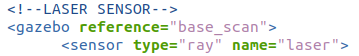 <!--LASER SENSOR-->
<gazebo reference="base_scan">
<sensor type="ray" name="laser">